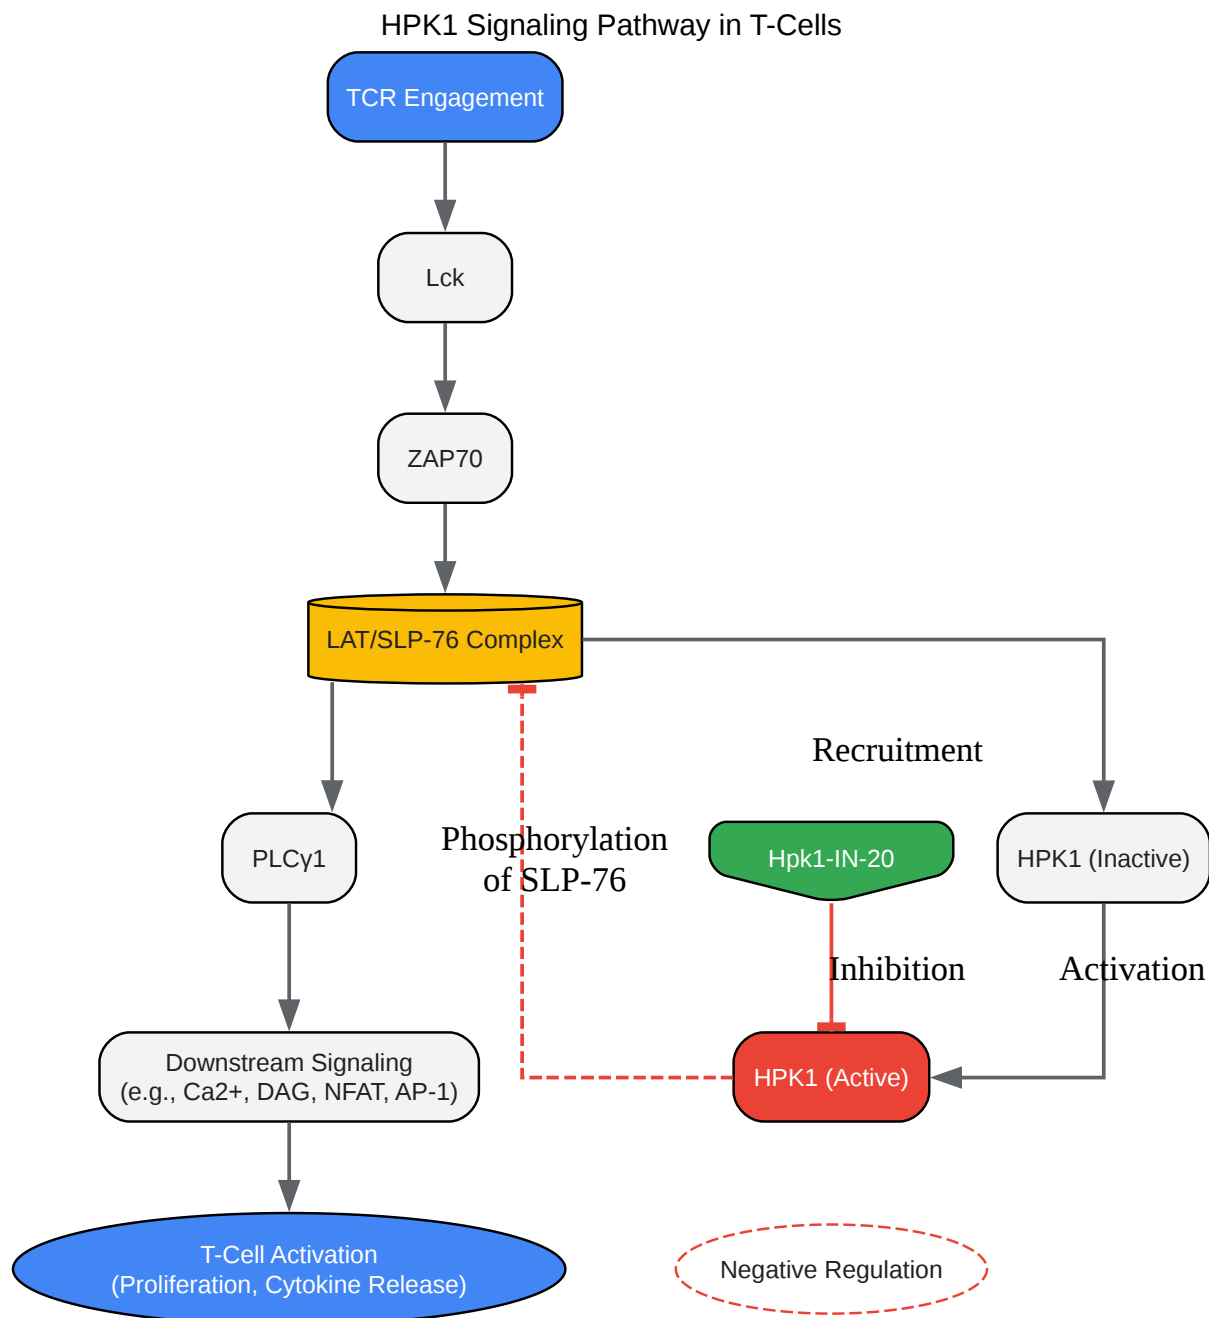 HPK1 Signaling Pathway in T-Cells
TCR Engagement
Lck
ZAP70
LAT/SLP-76 Complex
Recruitment
Phosphorylation
of SLP-76
PLCγ1
Hpk1-IN-20
HPK1 (Inactive)
Inhibition
Activation
Downstream Signaling
(e.g., Ca2+, DAG, NFAT, AP-1)
HPK1 (Active)
T-Cell Activation
(Proliferation, Cytokine Release)
Negative Regulation